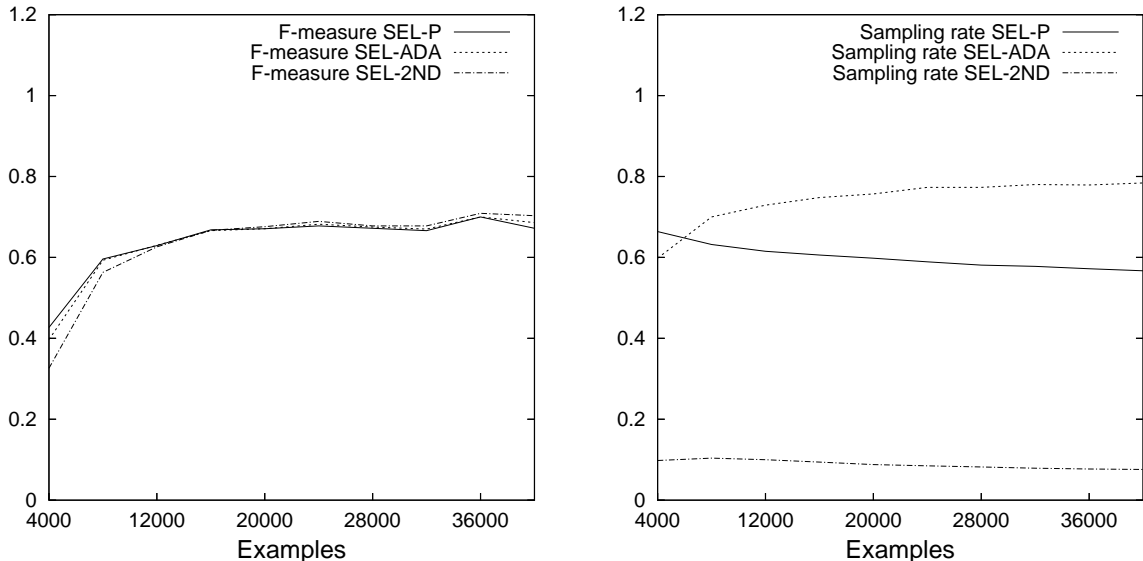 1.2
1
0.8
0.6
0.4
0.2
0
F-measure SEL-P
F-measure SEL-ADA
F-measure SEL-2ND
4000 12000 20000 28000 36000
Examples
1.2
1
0.8
0.6
0.4
0.2
0
Sampling rate SEL-P
Sampling rate SEL-ADA
Sampling rate SEL-2ND
4000 12000 20000 28000 36000
Examples